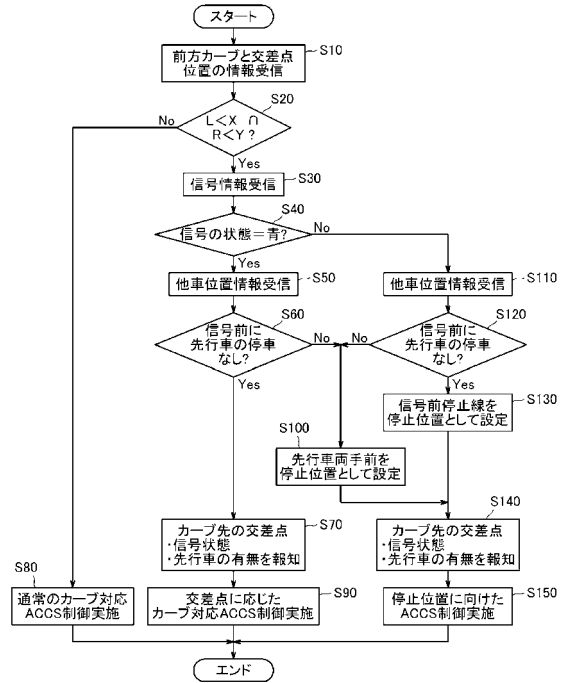 スタート
S10
前方カーブと交差点
位置の情報受信
S20
L<X ∩
R<Y?
No
Yes
S30
信号情報受信
S40
信号の状態=青?
No
Yes
S50
他車位置情報受信
S110
他車位置情報受信
S60
信号前に
先行車の停車
なし?
No
Yes
S120
信号前に
先行車の停車
なし?
No
Yes
S130
信号前停止線を
停止位置として設定
S100
先行車両手前を
停止位置として設定
S70
カーブ先の交差点
・信号状態
・先行車の有無を報知
S140
カーブ先の交差点
・信号状態
・先行車の有無を報知
S80
通常のカーブ対応
ACCS制御実施
S90
交差点に応じた
カーブ対応ACCS制御実施
S150
停止位置に向けた
ACCS制御実施
エンド